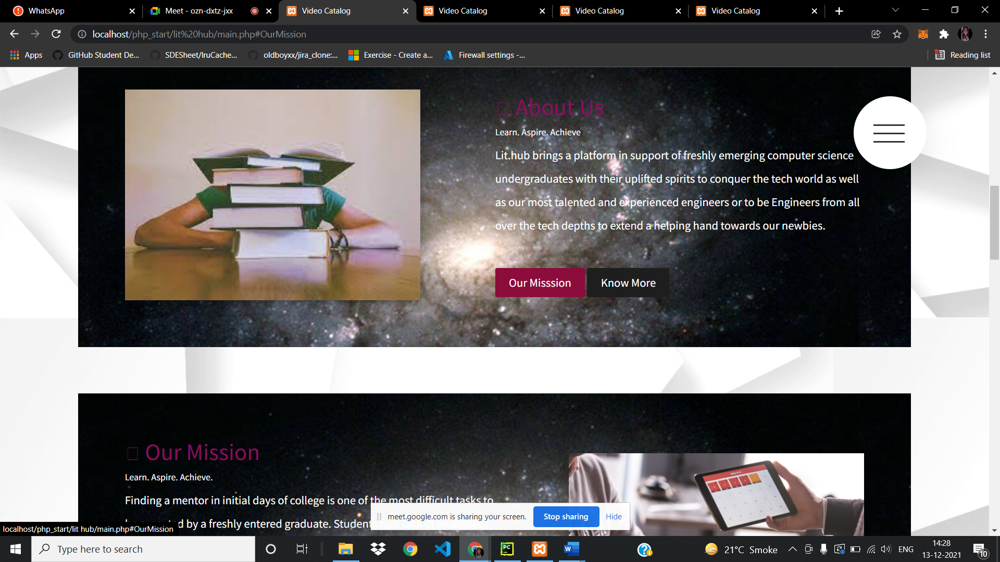 WhatsApp
Meet - ozn-dxtz-jxx
Video Catalog
Video Catalog
Video Catalog
Video Catalog
localhost/php_start/lit%20hub/main.php#OurMission
Apps
GitHub Student De...
SDESheet/lruCache...
oldboyxx/jira_clone:...
Exercise - Create a...
Firewall settings -...
Reading list
About Us
Learn. Aspire. Achieve
Lit.hub brings a platform in support of freshly emerging computer science
undergraduates with their uplifted spirits to conquer the tech world as well
as our most talented and experienced engineers or to be Engineers from all
over the tech depths to extend a helping hand towards our newbies.
Our Misssion
Know More
Our Mission
Learn. Aspire. Achieve.
Finding a mentor in initial days of college is one of the most difficult tasks to
by a freshly entered graduate. Students
meet.google.com is sharing your screen.
Stop sharing
Hide
localhost/php_start/lit hub/main.php#OurMission
Type here to search
PC
21°C Smoke
ENG
14:28
13-12-2021
10